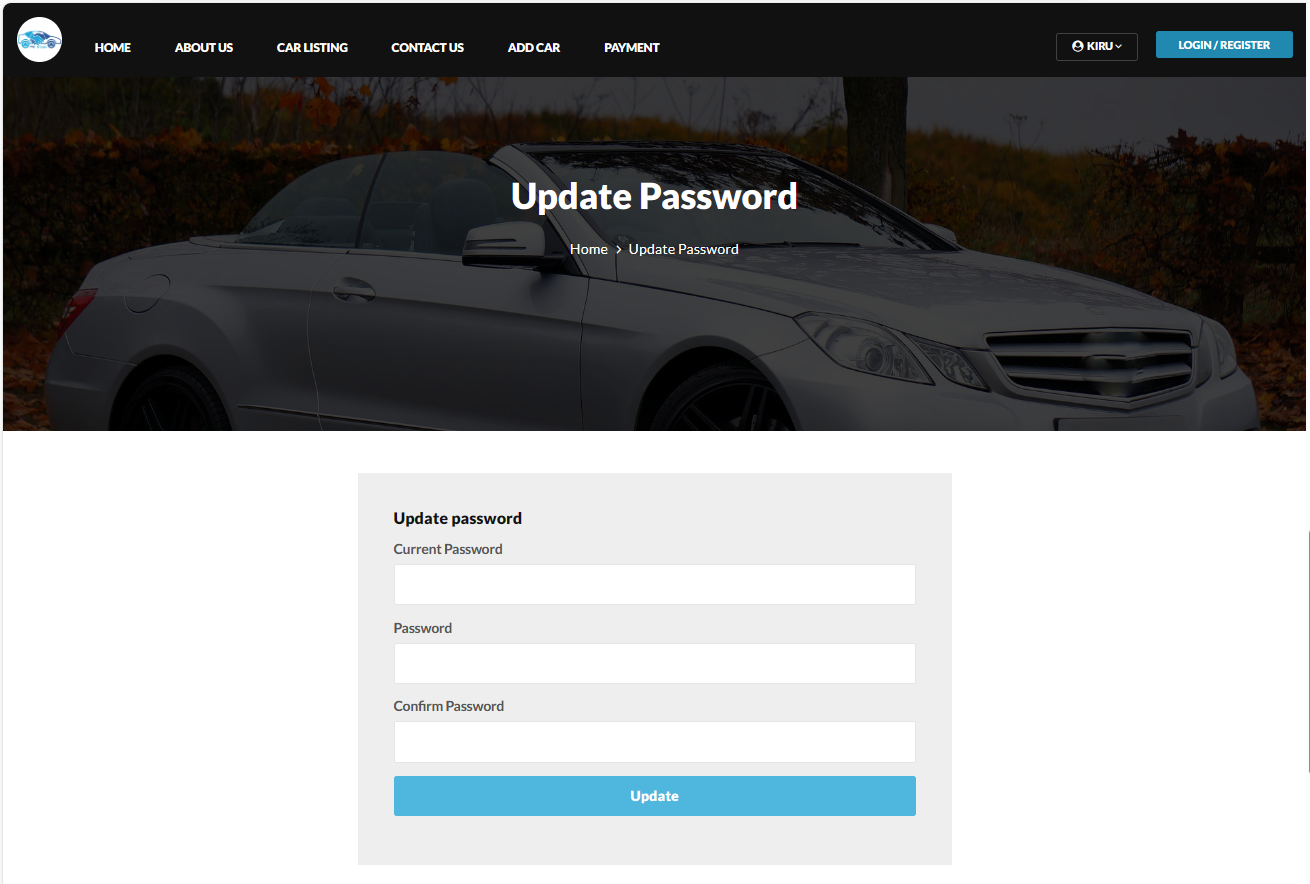 HOME ABOUT US CAR LISTING CONTACT US ADD CAR PAYMENT KIRU LOGIN / REGISTER
Update Password
Home > Update Password
Update password
Current Password
Password
Confirm Password
Update